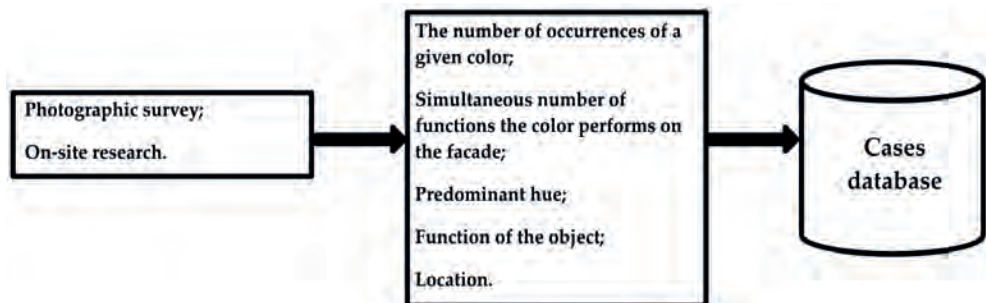 Photographic survey;
On-site research.
The number of occurrences of a
given color;
Simultaneous number of
functions the color performs on
the facade;
Predominant hue;
Function of the object;
Location.
Cases
database